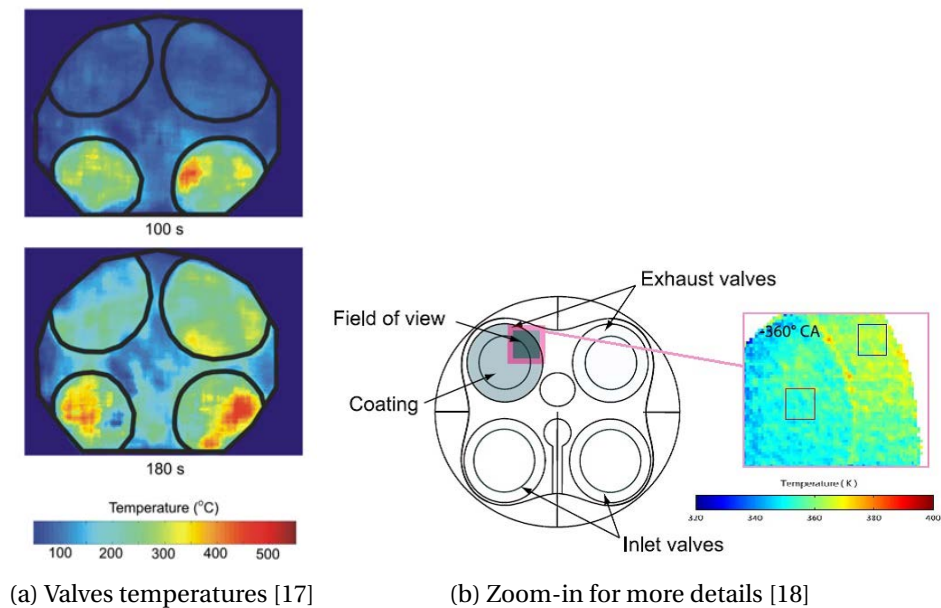 100 s
180 s
Temperature (°C)
100 200 300 400 500
(a) Valves temperatures [17]
Exhaust valves
Field of view
Coating
Inlet valves
-360° CA
Temperature ( K )
320 340 360 380 400
(b) Zoom-in for more details [18]